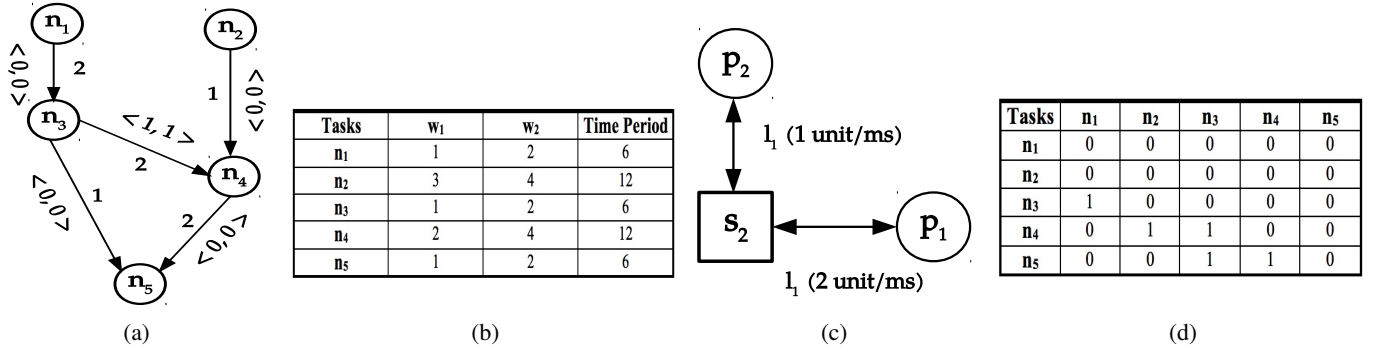 n1
n2
<0,0>
2
1
<0,0>
n3
<1,1>
2
n4
<0,0>
1
2
<0,0>
n5
(a)
Tasks w1 w2 Time Period
n1 1 2 6
n2 3 4 12
n3 1 2 6
n4 2 4 12
n5 1 2 6
(b)
p2
l1 (1 unit/ms)
s2
p1
l1 (2 unit/ms)
(c)
Tasks n1 n2 n3 n4 n5
n1 0 0 0 0 0
n2 0 0 0 0 0
n3 1 0 0 0 0
n4 0 1 1 0 0
n5 0 0 1 1 0
(d)